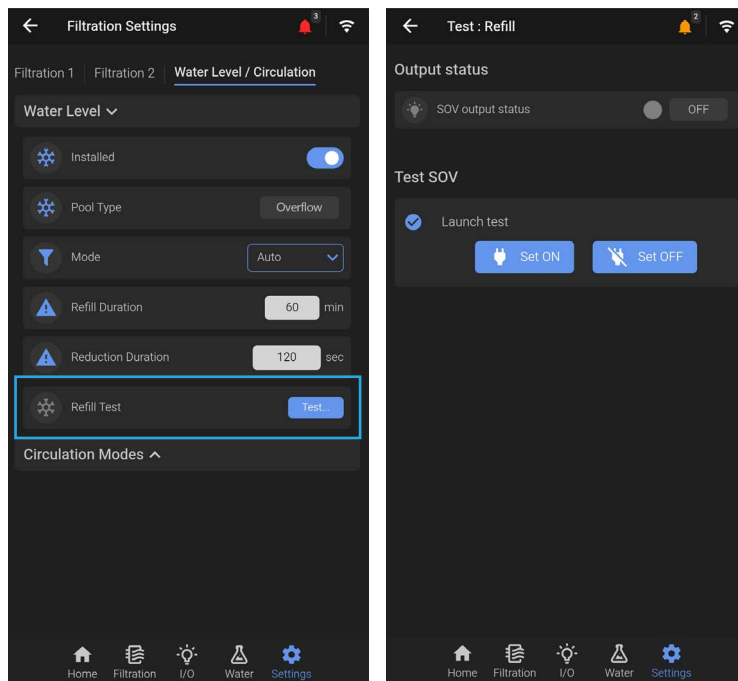 Filtration Settings
3
Filtration 1
Filtration 2
Water Level / Circulation
Water Level
Installed
Pool Type
Overflow
Mode
Auto
Refill Duration
60
min
Reduction Duration
120
sec
Refill Test
Test...
Circulation Modes
Home
Filtration
I/O
Water
Settings
Test : Refill
2
Output status
SOV output status
OFF
Test SOV
Launch test
Set ON
Set OFF
Home
Filtration
I/O
Water
Settings